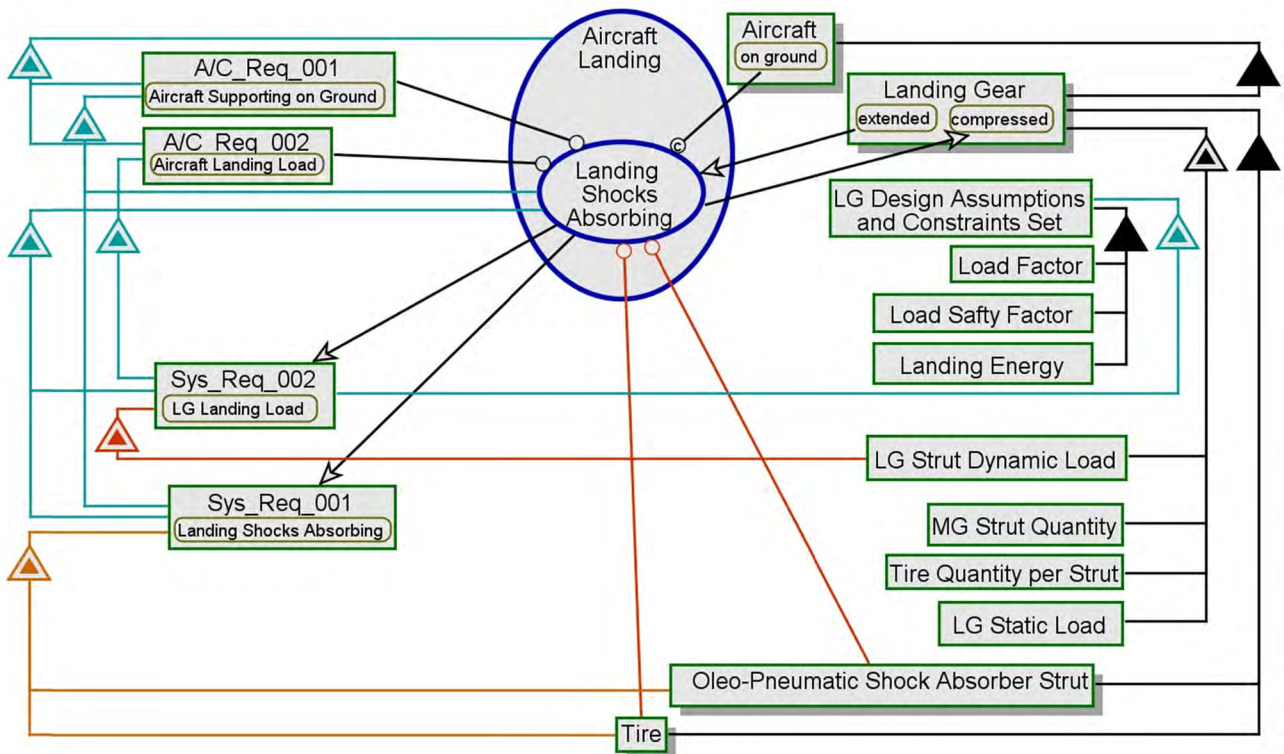 Aircraft
Landing
Aircraft
on ground
A/C_Req_001
Aircraft Supporting on Ground
Landing Gear
extended
compressed
A/C_Req_002
Aircraft Landing Load
c
Landing
Shocks
Absorbing
LG Design Assumptions
and Constraints Set
Load Factor
Load Safty Factor
Landing Energy
Sys_Req_002
LG Landing Load
LG Strut Dynamic Load
Sys_Req_001
Landing Shocks Absorbing
MG Strut Quantity
Tire Quantity per Strut
LG Static Load
Oleo-Pneumatic Shock Absorber Strut
Tire